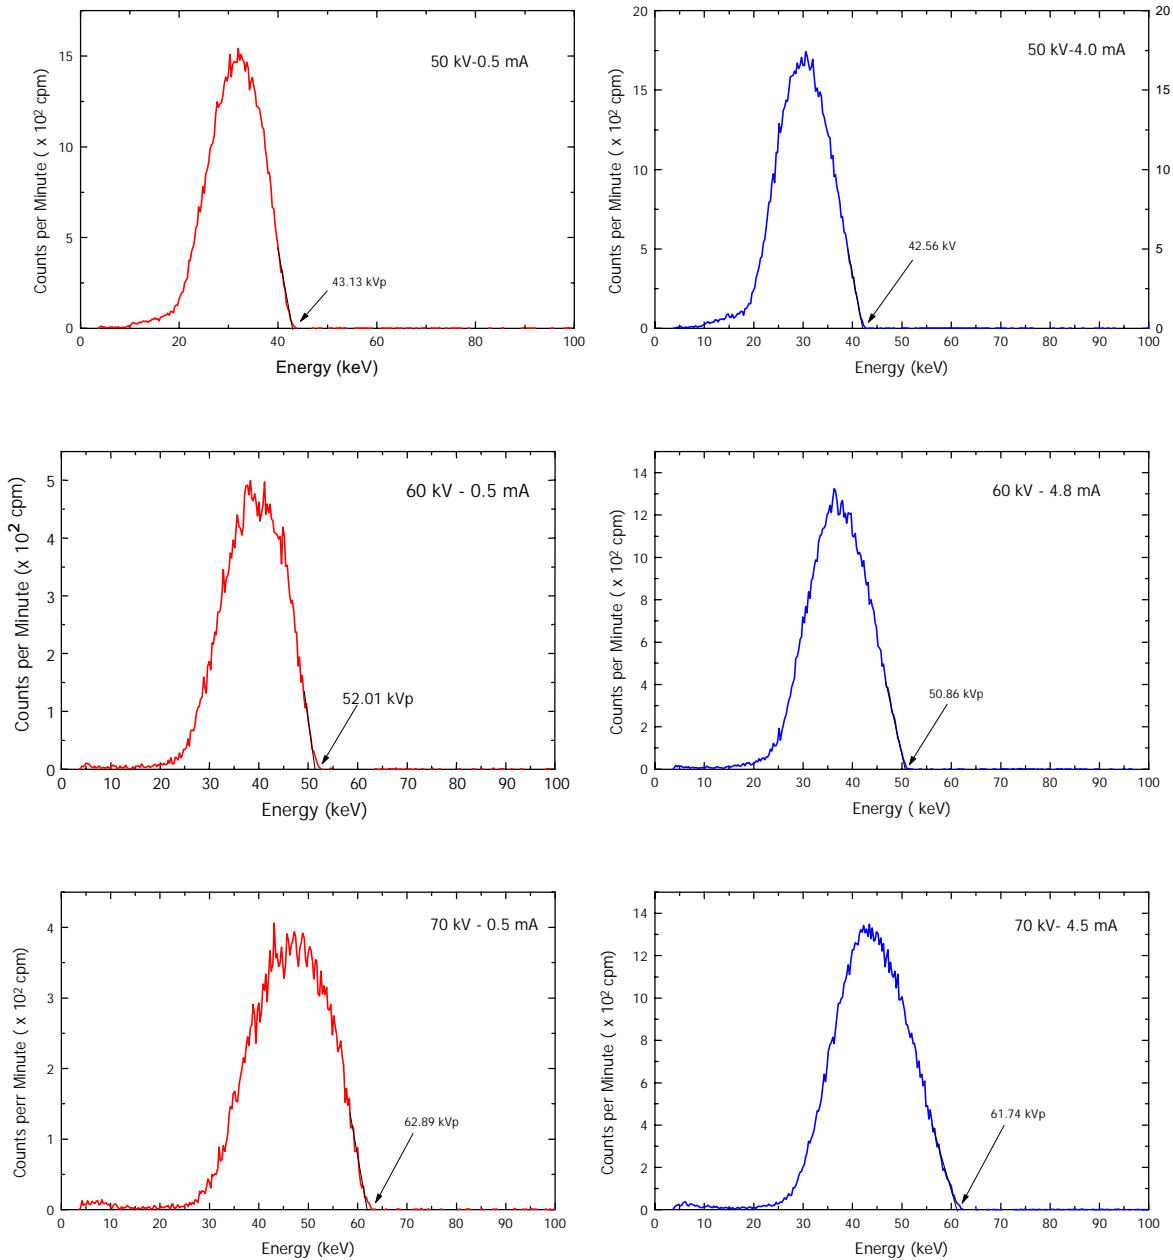 50 kV-0.5 mA
Counts per Minute ( x 10² cpm)
15
10
5
0
43.13 kVp
0 20 40 60 80 100
Energy (keV)
50 kV-4.0 mA
Counts per Minute ( x 10² cpm)
20 20
15 15
10 10
5 5
0 0
42.56 kV
0 10 20 30 40 50 60 70 80 90 100
Energy (keV)
60 kV - 0.5 mA
Counts per Minute (x 10² cpm)
5
4
3
2
1
0
52.01 kVp
0 10 20 30 40 50 60 70 80 90 100
Energy (keV)
60 kV - 4.8 mA
Counts per Minute ( x 10² cpm)
14
12
10
8
6
4
2
0
50.86 kVp
0 10 20 30 40 50 60 70 80 90 100
Energy ( keV)
70 kV - 0.5 mA
Counts perr Minute ( x 10² cpm)
4
3
2
1
0
62.89 kVp
0 10 20 30 40 50 60 70 80 90 100
Energy (keV)
70 kV- 4.5 mA
Counts per Minute ( x 10² cpm)
14
12
10
8
6
4
2
0
61.74 kVp
0 10 20 30 40 50 60 70 80 90 100
Energy (keV)